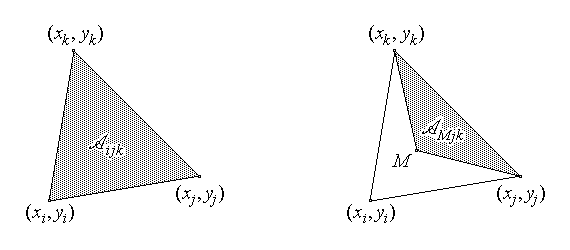 (x_k, y_k)
𝒜_ijk
(x_j, y_j)
(x_i, y_i)
(x_k, y_k)
𝒜_Mjk
M
(x_j, y_j)
(x_i, y_i)